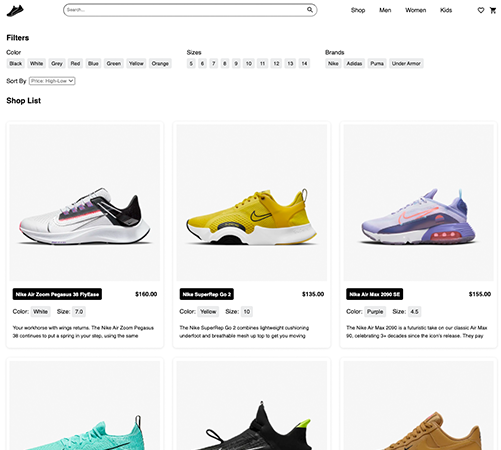 Search...
Shop Men Women Kids
Filters
Color Sizes Brands
Black White Grey Red Blue Green Yellow Orange 5 6 7 8 9 10 11 12 13 14 Nike Adidas Puma Under Armor
Sort By Price: High-Low
Shop List
Nike Air Zoom Pegasus 38 FlyEase $160.00 Nike SuperRep Go 2 $135.00 Nike Air Max 2090 SE $155.00
Color: White Size: 7.0 Color: Yellow Size: 10 Color: Purple Size: 4.5
Your workhorse with wings returns. The Nike Air Zoom Pegasus The Nike SuperRep Go 2 combines lightweight cushioning The Nike Air Max 2090 is a futuristic take on our classic Air Max
38 continues to put a spring in your step, using the same underfoot and breathable mesh up top to get you moving 90, celebrating 3+ decades since the icon's release. They pay